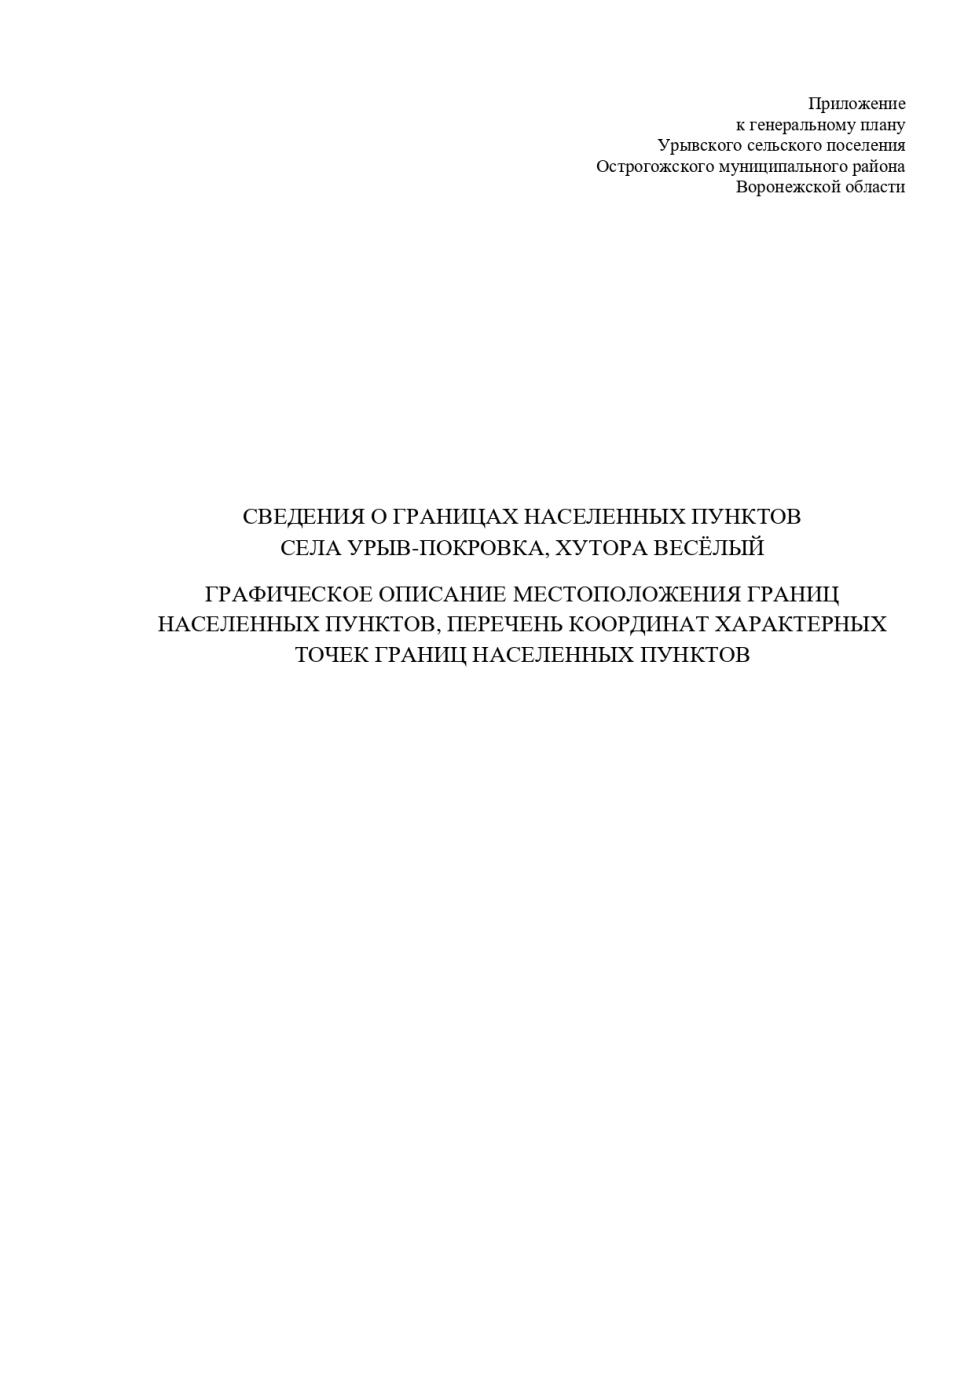 Приложение
к генеральному плану
Урывского сельского поселения
Острогожского муниципального района
Воронежской области
СВЕДЕНИЯ О ГРАНИЦАХ НАСЕЛЕННЫХ ПУНКТОВ
СЕЛА УРЫВ-ПОКРОВКА, ХУТОРА ВЕСЁЛЫЙ
ГРАФИЧЕСКОЕ ОПИСАНИЕ МЕСТОПОЛОЖЕНИЯ ГРАНИЦ
НАСЕЛЕННЫХ ПУНКТОВ, ПЕРЕЧЕНЬ КООРДИНАТ ХАРАКТЕРНЫХ
ТОЧЕК ГРАНИЦ НАСЕЛЕННЫХ ПУНКТОВ